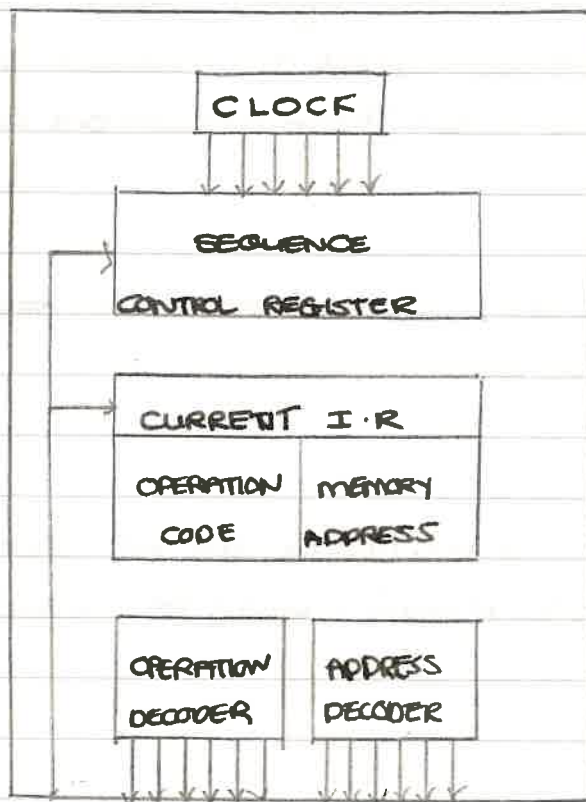 CLOCK
SEQUENCE
CONTROL REGISTER
CURRENT I.R
OPERATION CODE
MEMORY ADDRESS
OPERATION DECODER
ADDRESS DECODER